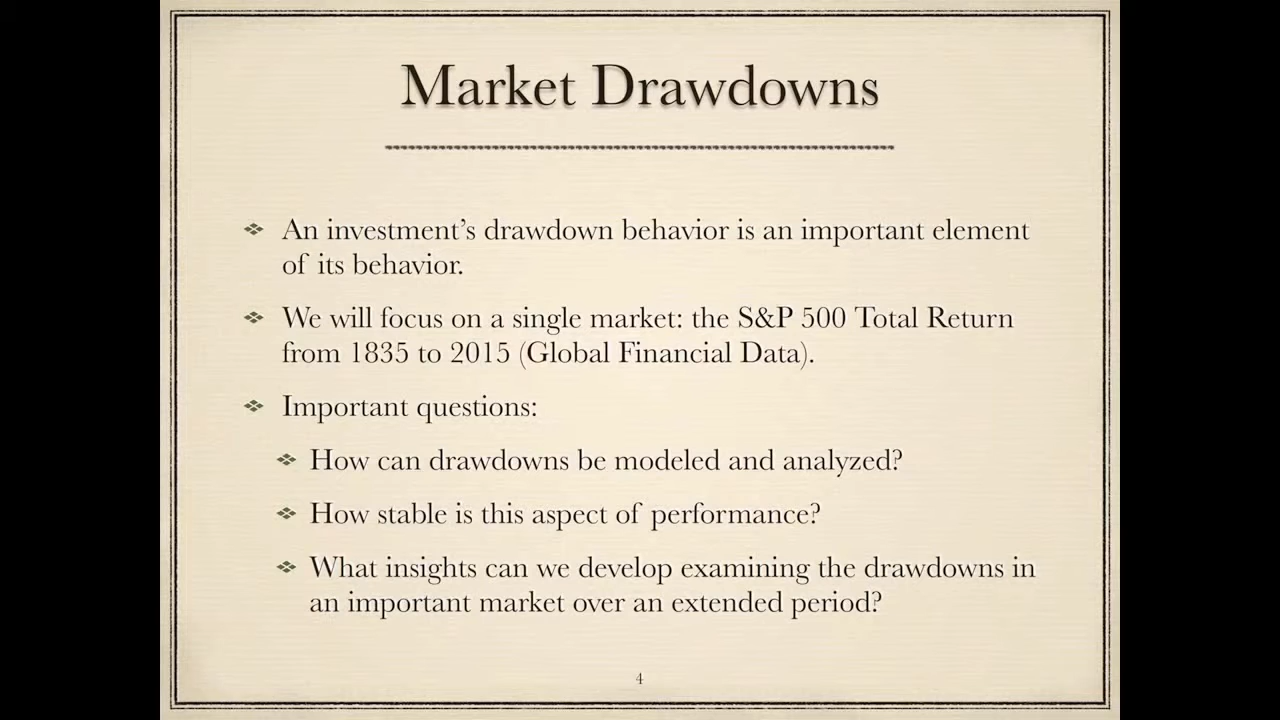 Market Drawdowns
An investment’s drawdown behavior is an important element
of its behavior.
We will focus on a single market: the S&P 500 Total Return
from 1835 to 2015 (Global Financial Data).
Important questions:
How can drawdowns be modeled and analyzed?
How stable is this aspect of performance?
What insights can we develop examining the drawdowns in
an important market over an extended period?
4